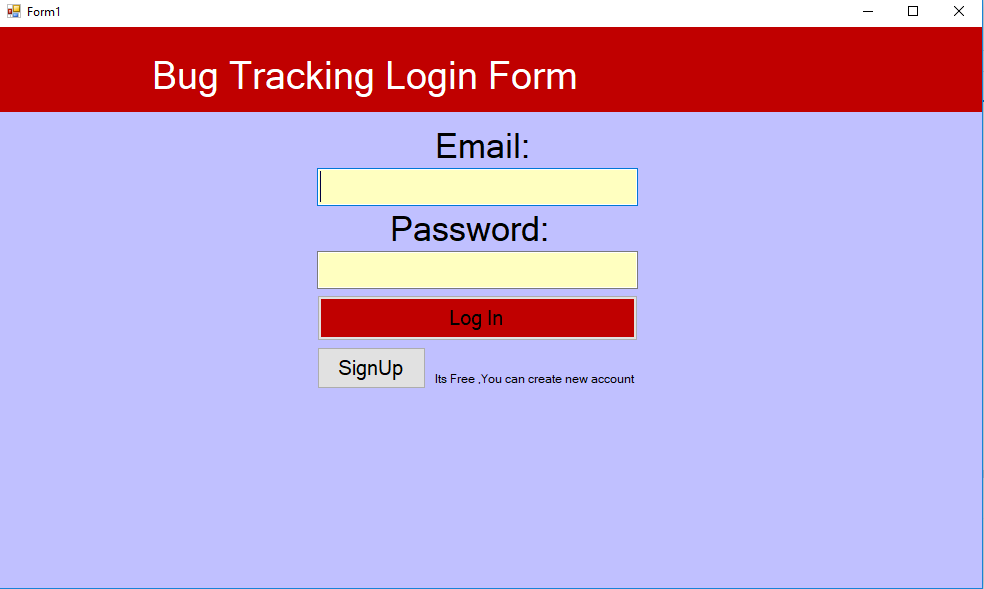 Form1
Bug Tracking Login Form
Email:
Password:
Log In
SignUp
Its Free ,You can create new account